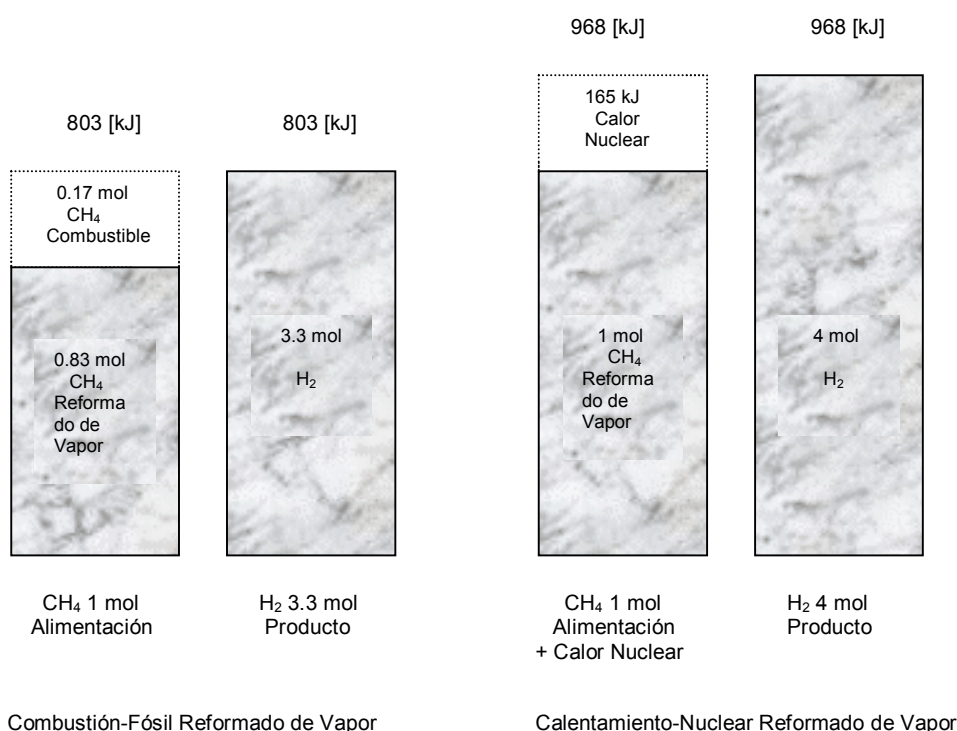 968 [kJ]
968 [kJ]
803 [kJ]
803 [kJ]
0.17 mol
CH₄
Combustible
0.83 mol
CH₄
Reforma
do de
Vapor
3.3 mol
H₂
165 kJ
Calor
Nuclear
1 mol
CH₄
Reforma
do de
Vapor
4 mol
H₂
CH₄ 1 mol
Alimentación
H₂ 3.3 mol
Producto
CH₄ 1 mol
Alimentación
+ Calor Nuclear
H₂ 4 mol
Producto
Combustión-Fósil Reformado de Vapor
Calentamiento-Nuclear Reformado de Vapor